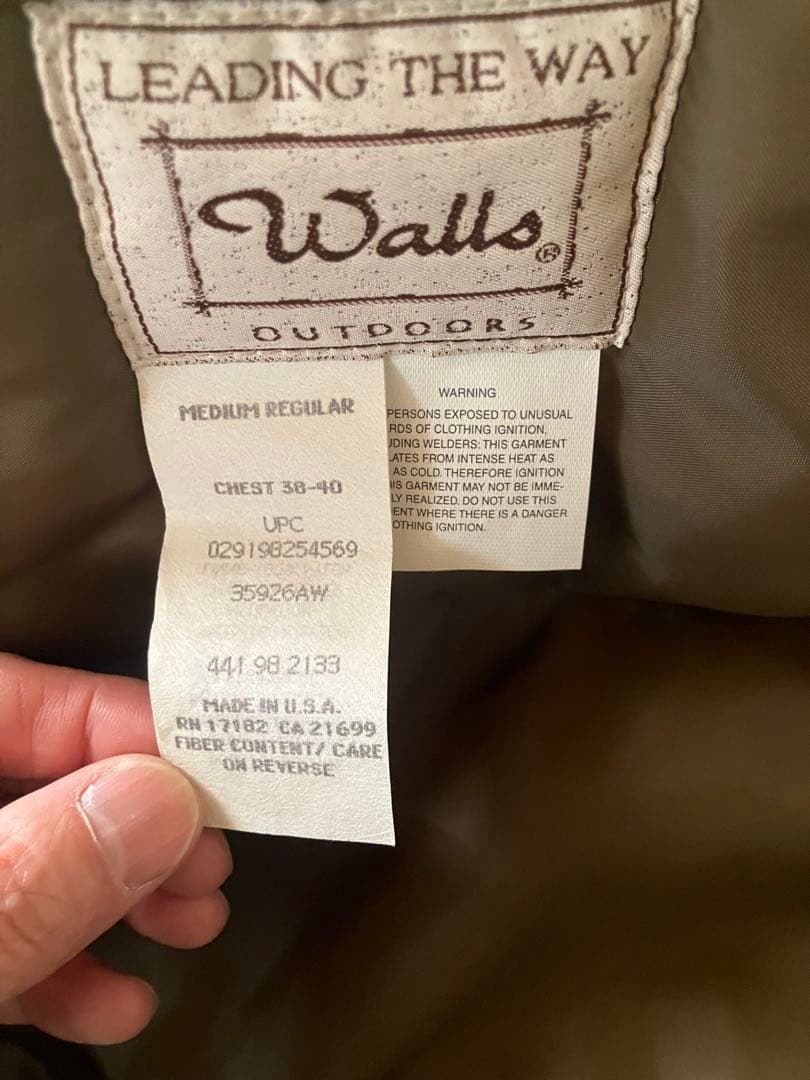 LEADING THE WAY
Walls®
OUTDOORS
MEDIUM REGULAR
CHEST 38-40
UPC
029198254569
35926AW
441 98 2133
MADE IN U.S.A.
RN 17182 CA 21699
FIBER CONTENT/ CARE
ON REVERSE
WARNING
PERSONS EXPOSED TO UNUSUAL
RDS OF CLOTHING IGNITION,
DING WELDERS: THIS GARMENT
ATES FROM INTENSE HEAT AS
AS COLD. THEREFORE IGNITION
IS GARMENT MAY NOT BE IMME-
LY REALIZED. DO NOT USE THIS
ENT WHERE THERE IS A DANGER
OTHING IGNITION.